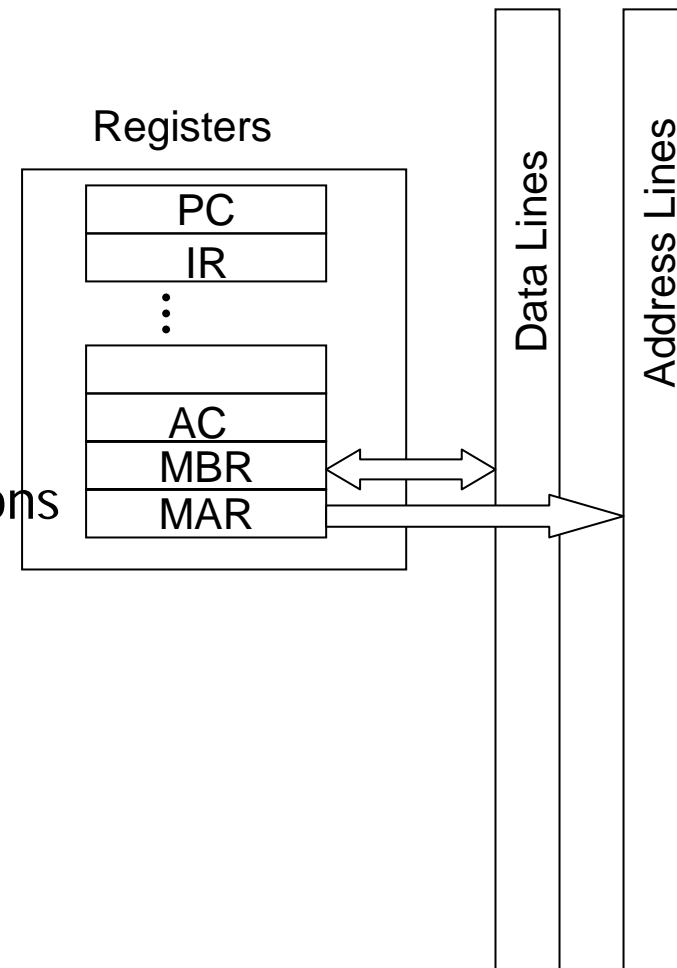 Registers
PC
IR
AC
MBR
MAR
Data Lines
Address Lines